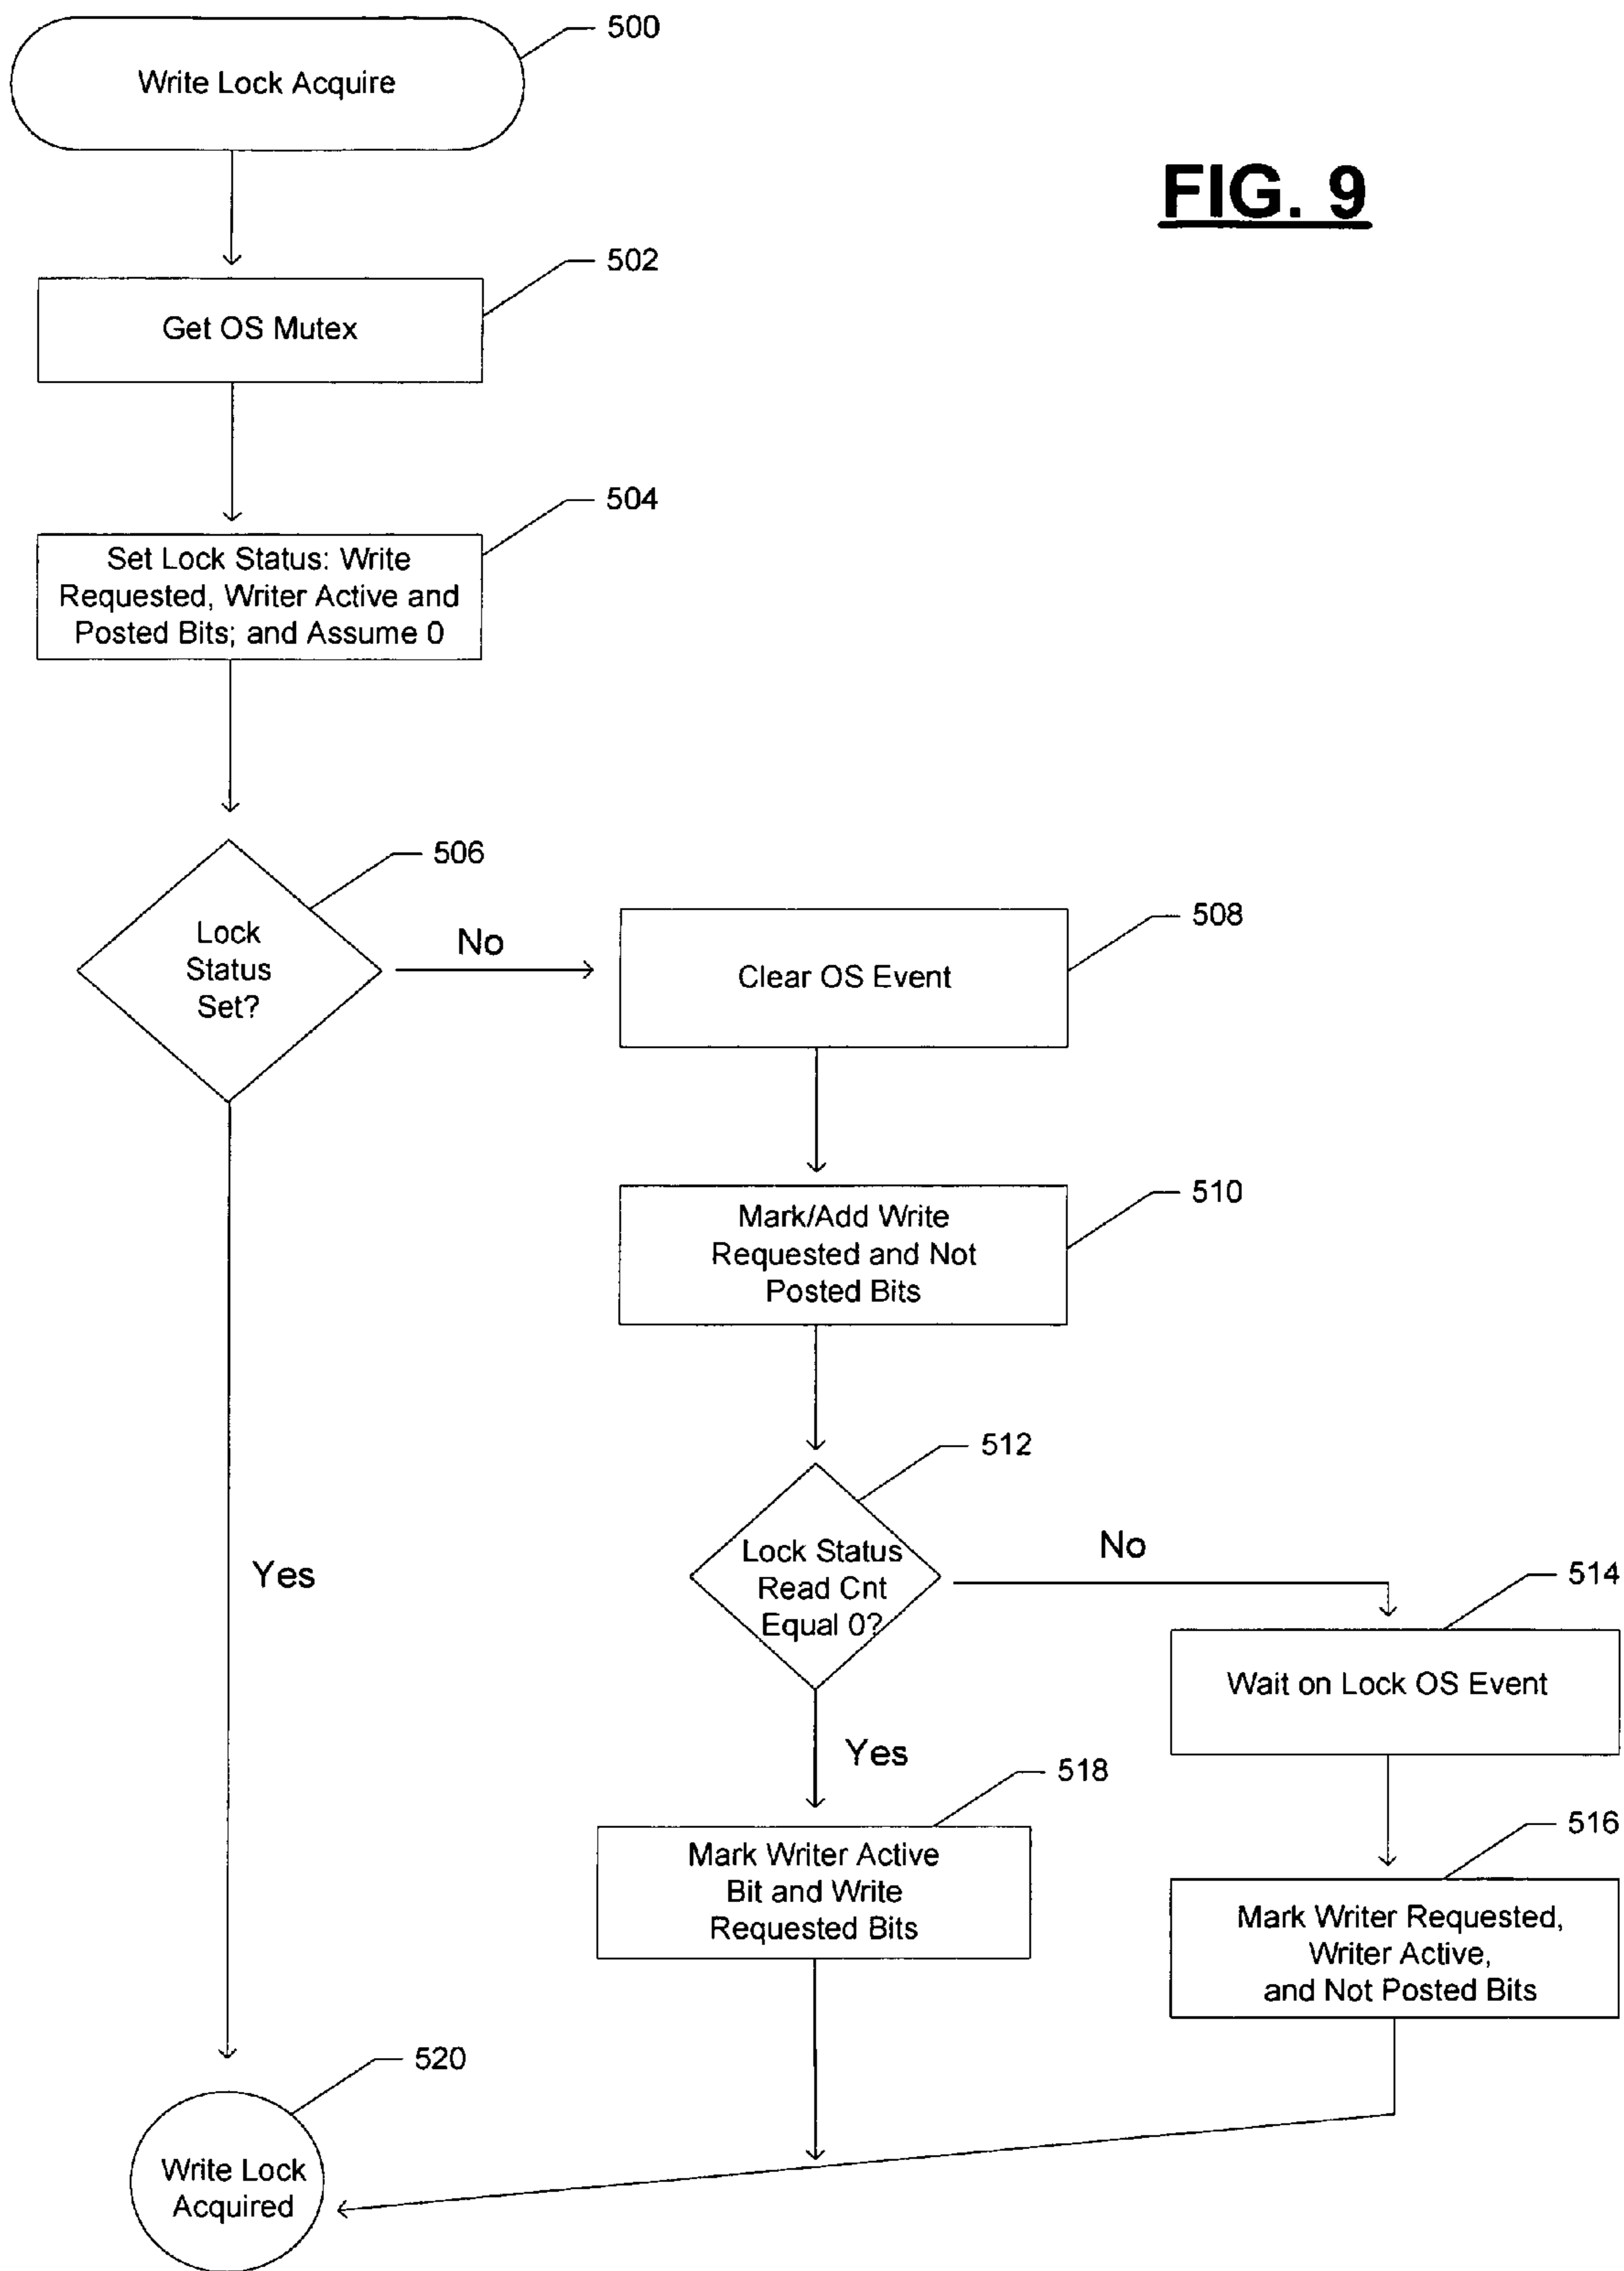 500
Write Lock Acquire
FIG. 9
502
Get OS Mutex
504
Set Lock Status: Write
Requested, Writer Active and
Posted Bits; and Assume 0
506
Lock
Status
Set?
No
508
Clear OS Event
510
Mark/Add Write
Requested and Not
Posted Bits
512
Lock Status
Read Cnt
Equal 0?
No
514
Wait on Lock OS Event
Yes
Yes
518
Mark Writer Active
Bit and Write
Requested Bits
516
Mark Writer Requested,
Writer Active,
and Not Posted Bits
520
Write Lock
Acquired